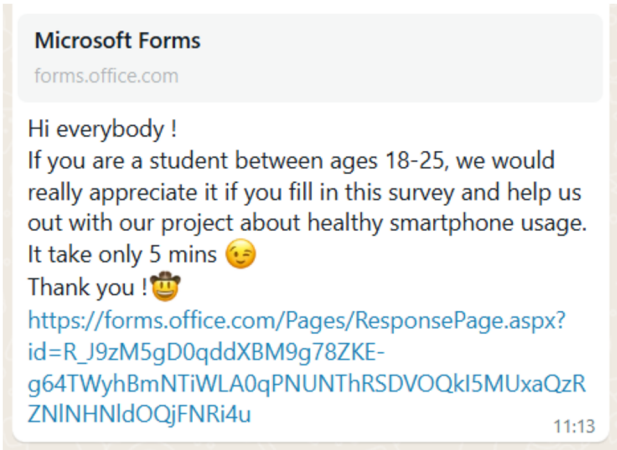 Microsoft Forms
forms.office.com
Hi everybody !
If you are a student between ages 18-25, we would
really appreciate it if you fill in this survey and help us
out with our project about healthy smartphone usage.
It take only 5 mins 😉
Thank you !🤠
https://forms.office.com/Pages/ResponsePage.aspx?
id=R_J9zM5gD0qddXBM9g78ZKE-
g64TWyhBmNTiWLA0qPNUNThRSDVOQkI5MUxaQzR
ZNlNHNldOQjFNRi4u
11:13